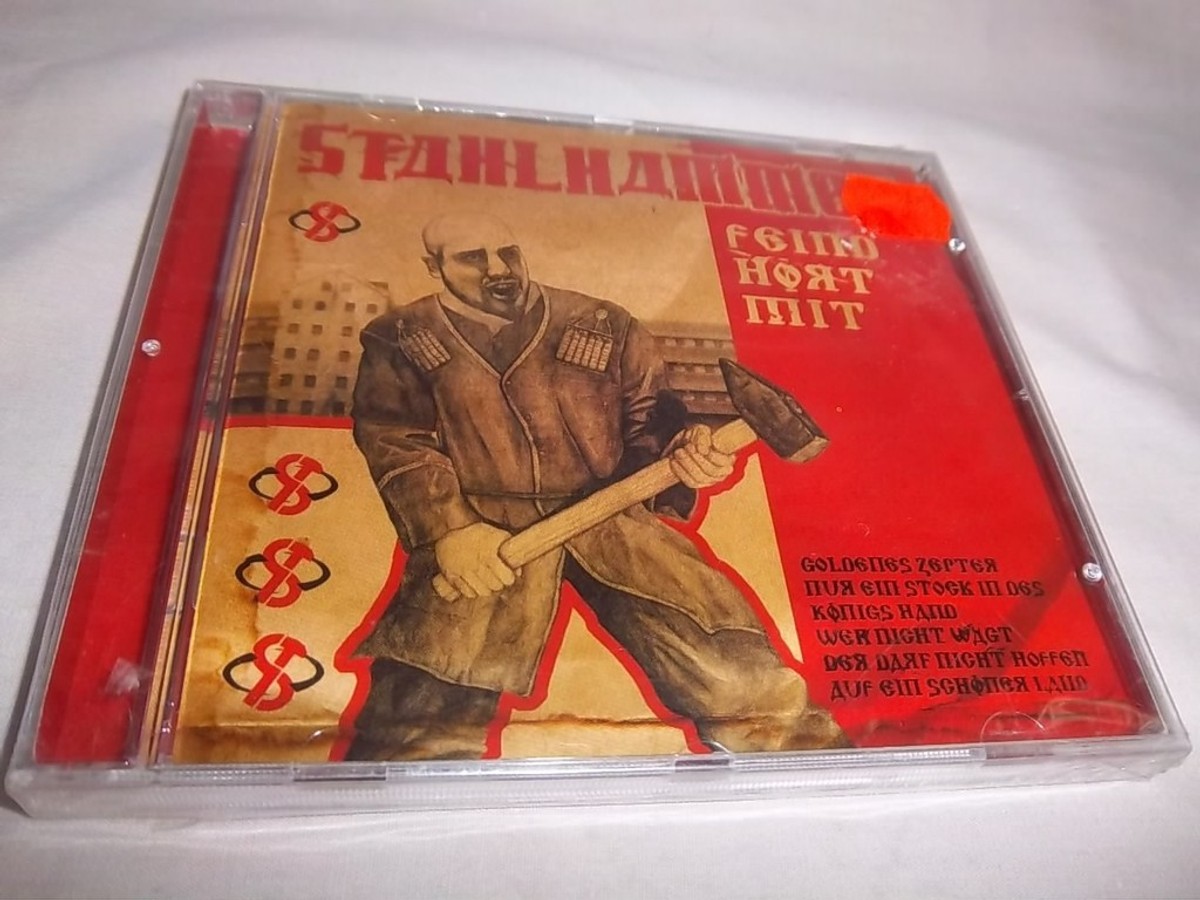 STAHLHAMMER
FEIND
HÖRT
MIT
GOLDENES ZEPTER
NUR EIN STOCK IN DES
KÖNIGS HAND
WER NICHT WAGT
DER DARF NICHT HOFFEN
AUF EIN SCHÖNER LAND